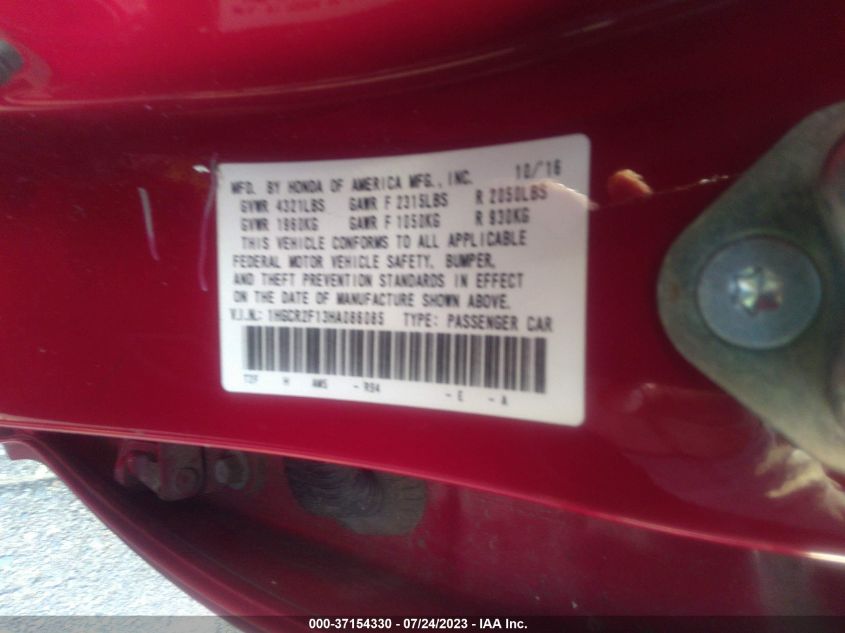 MFD. BY HONDA OF AMERICA MFG., INC. 10/'16
GVWR 4321LBS GAWR F 2315LBS R 2050LBS
GVWR 1960KG GAWR F 1050KG R 930KG
THIS VEHICLE CONFORMS TO ALL APPLICABLE
FEDERAL MOTOR VEHICLE SAFETY, BUMPER,
AND THEFT PREVENTION STANDARDS IN EFFECT
ON THE DATE OF MANUFACTURE SHOWN ABOVE.
V.I.N.: 1HGCR2F13HA086085 TYPE: PASSENGER CAR
T2F H AM5 - R94 - E - A
000-37154330 - 07/24/2023 - IAA Inc.